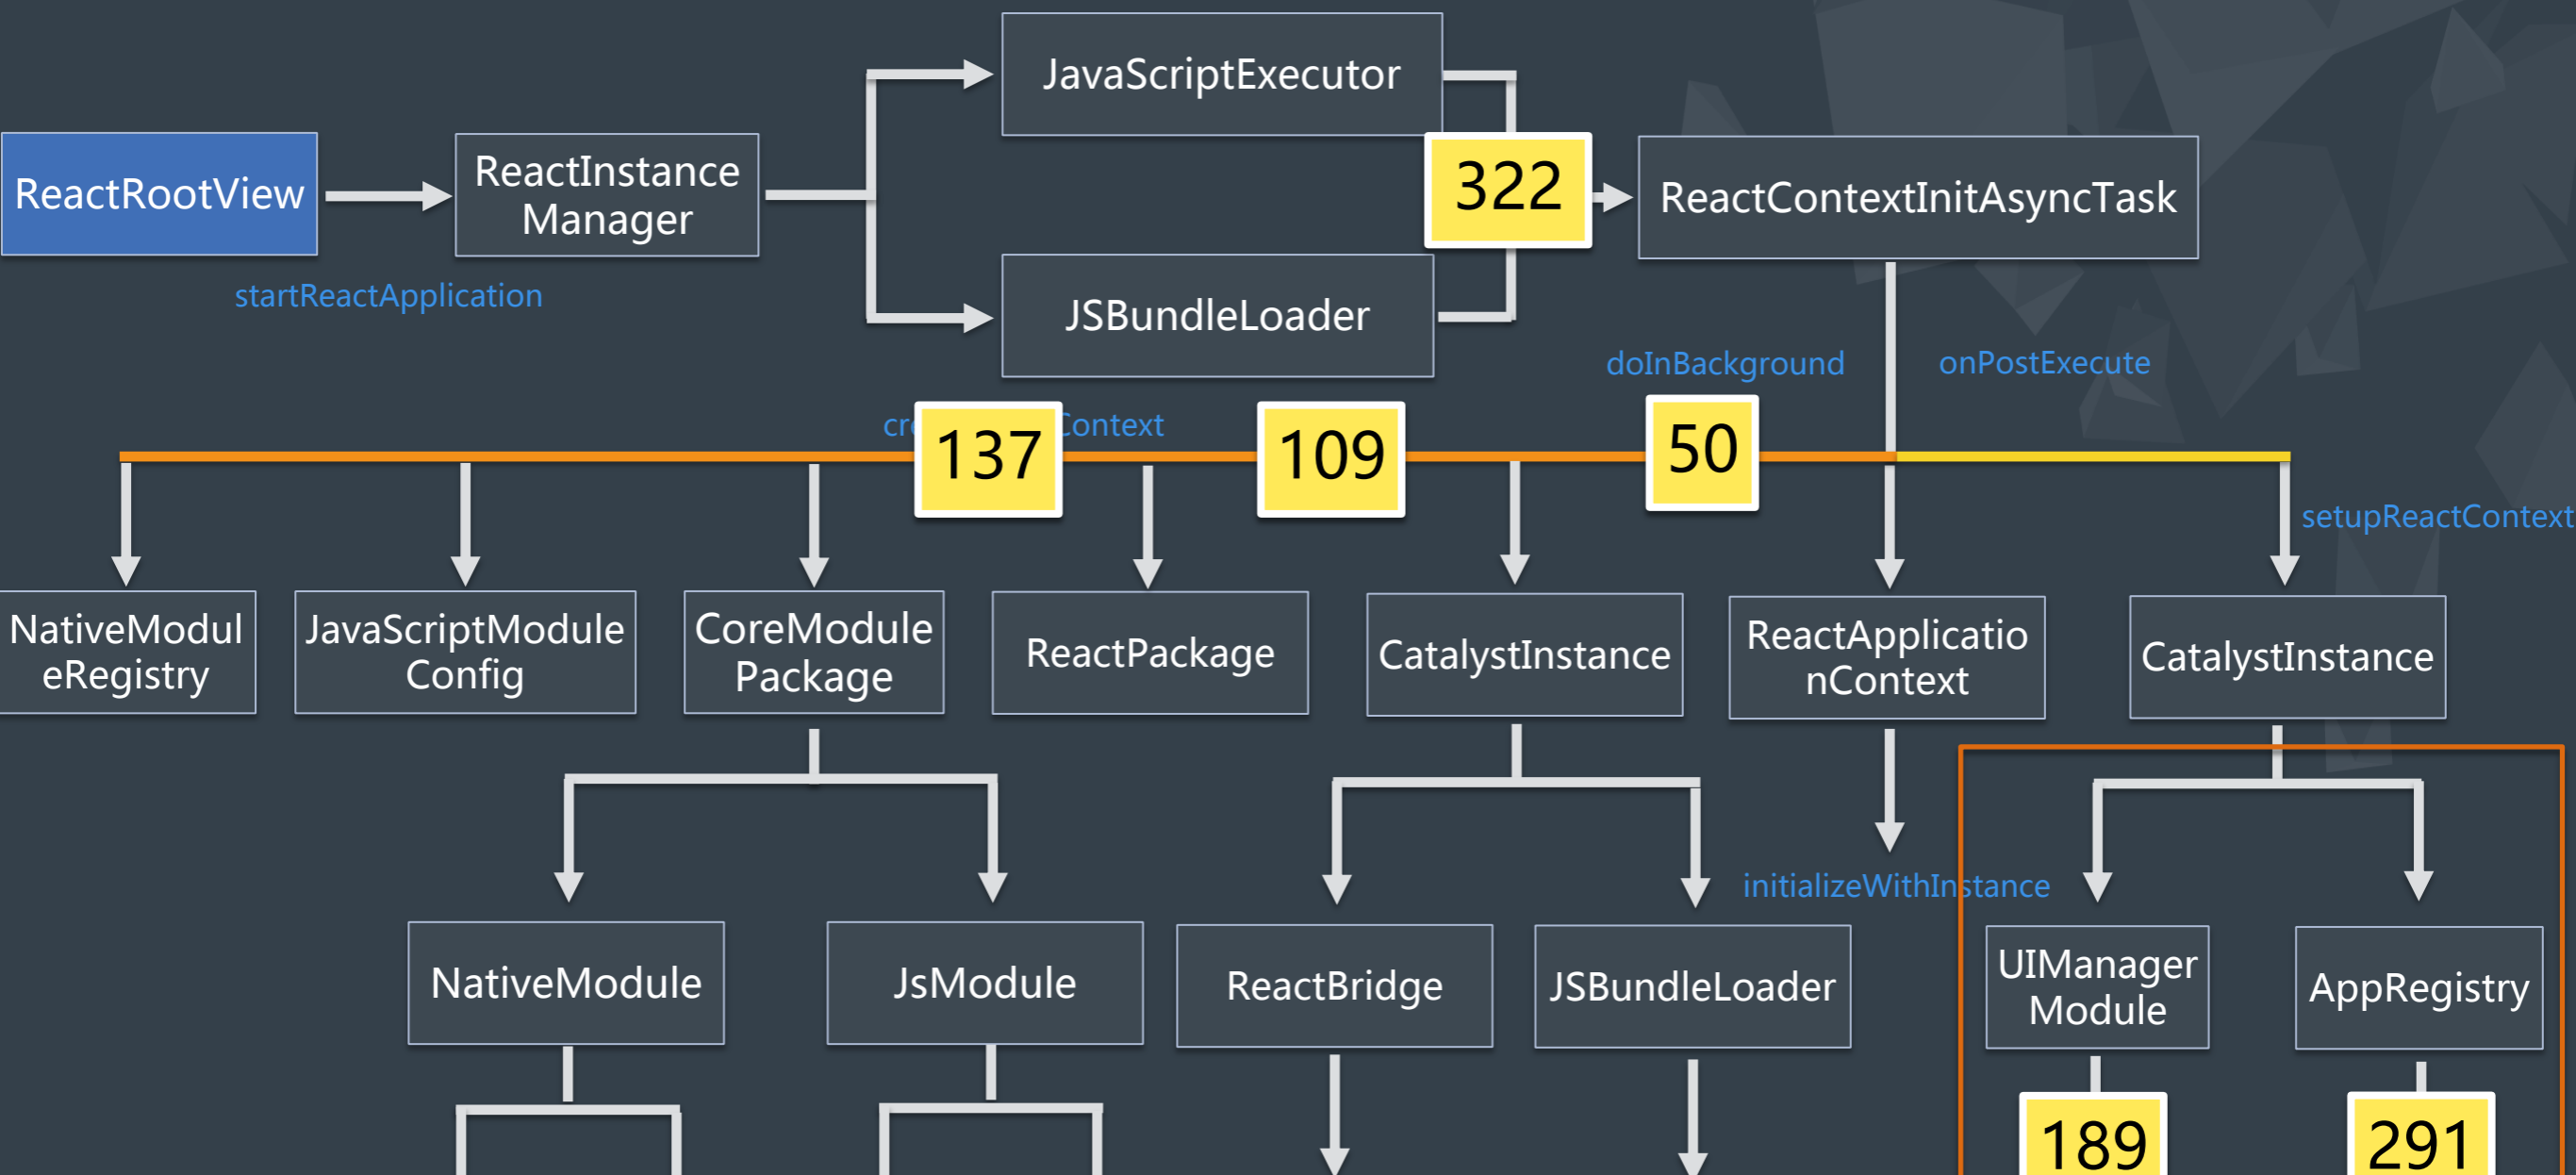 JavaScriptExecutor
ReactRootView
ReactInstance
Manager
322
ReactContextInitAsyncTask
startReactApplication
JSBundleLoader
doInBackground
onPostExecute
137
109
50
setupReactContext
NativeModul
eRegistry
JavaScriptModule
Config
CoreModule
Package
ReactPackage
CatalystInstance
ReactApplicatio
nContext
CatalystInstance
initializeWithInstance
NativeModule
JsModule
ReactBridge
JSBundleLoader
UIManager
Module
AppRegistry
189
291